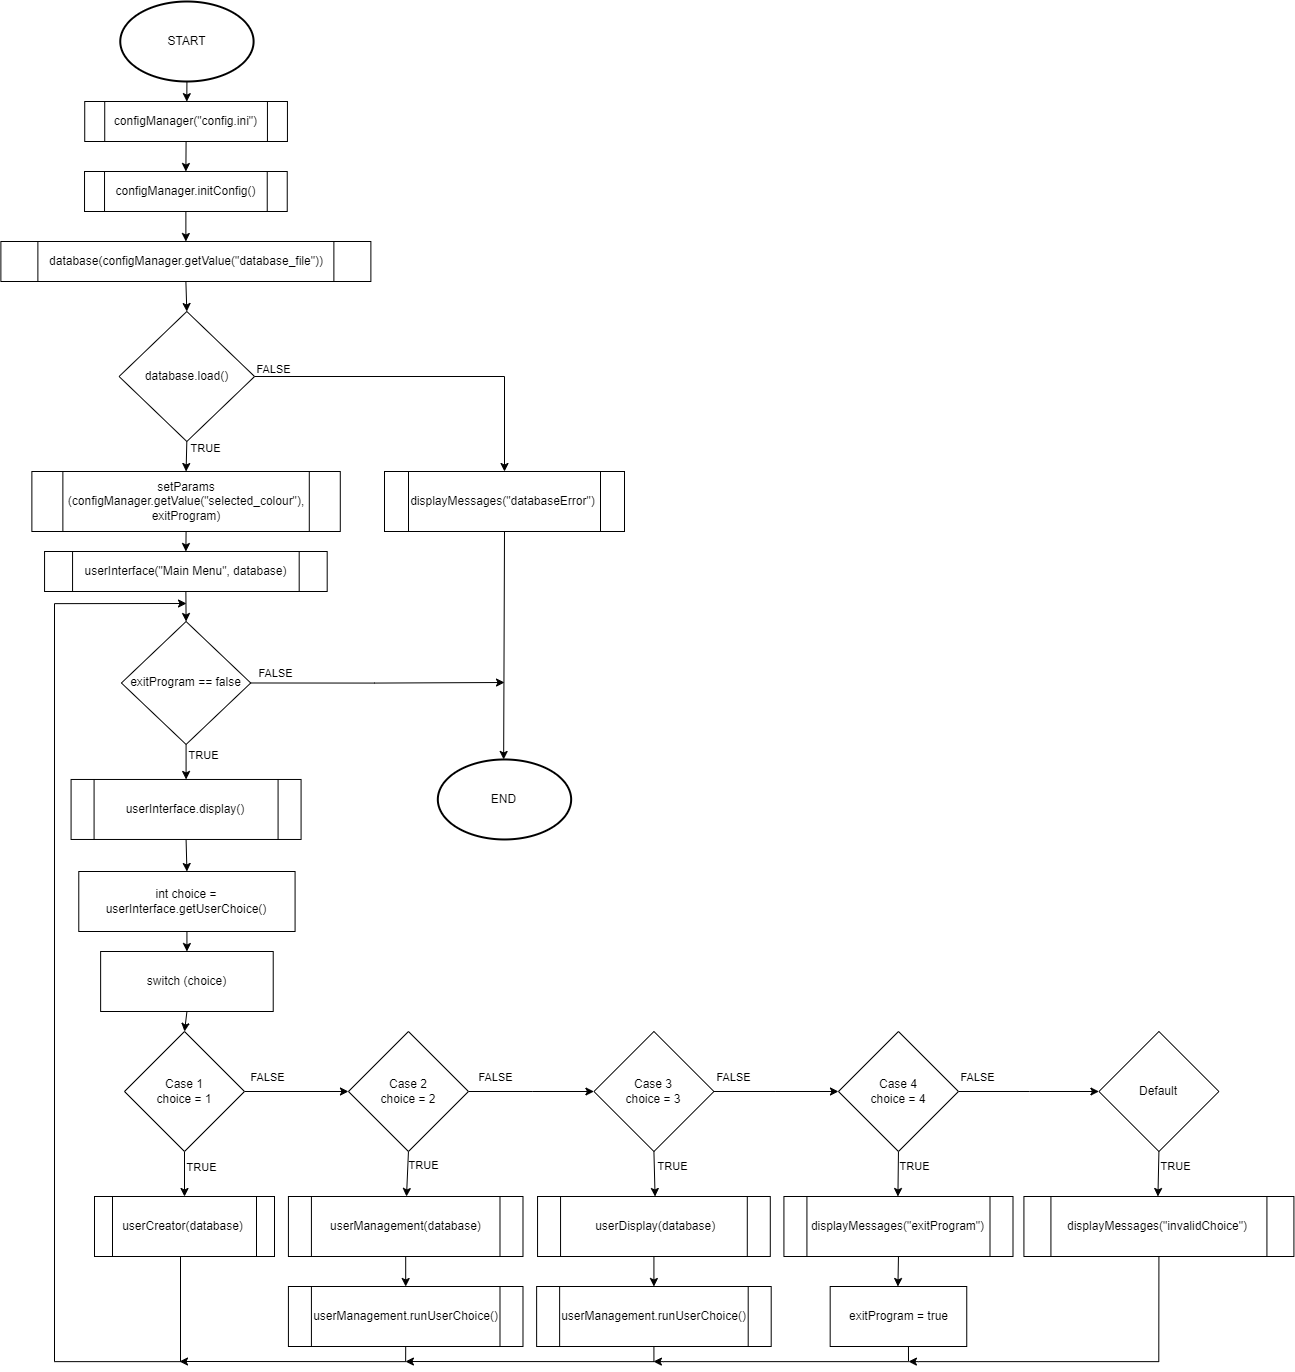 START
configManager("config.ini")
configManager.initConfig()
database(configManager.getValue("database_file"))
database.load()
FALSE
TRUE
setParams
(configManager.getValue("selected_colour"),
exitProgram)
displayMessages("databaseError")
userInterface("Main Menu", database)
exitProgram == false
FALSE
TRUE
userInterface.display()
END
int choice =
userInterface.getUserChoice()
switch (choice)
Case 1
choice = 1
FALSE
Case 2
choice = 2
FALSE
Case 3
choice = 3
FALSE
Case 4
choice = 4
FALSE
Default
TRUE
TRUE
TRUE
TRUE
TRUE
userCreator(database)
userManagement(database)
userDisplay(database)
displayMessages("exitProgram")
displayMessages("invalidChoice")
userManagement.runUserChoice()
userManagement.runUserChoice()
exitProgram = true